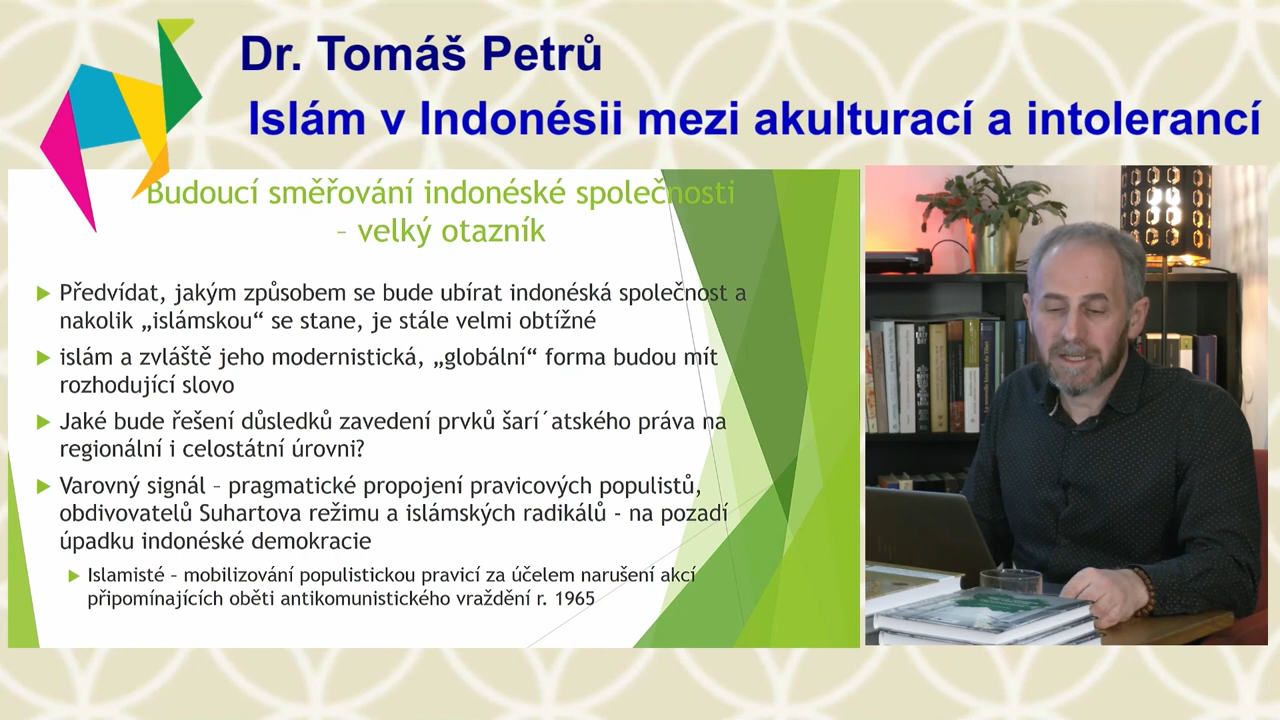 Dr. Tomáš Petrů
Islám v Indonésii mezi akulturací a intolerancí
Budoucí směřování indonéské společnosti
– velký otazník
Předvídat, jakým způsobem se bude ubírat indonéská společnost a
nakolik „islámskou“ se stane, je stále velmi obtížné
islám a zvláště jeho modernistická, „globální“ forma budou mít
rozhodující slovo
Jaké bude řešení důsledků zavedení prvků šarí´atského práva na
regionální i celostátní úrovni?
Varovný signál – pragmatické propojení pravicových populistů,
obdivovatelů Suhartova režimu a islámských radikálů - na pozadí
úpadku indonéské demokracie
Islamisté – mobilizování populistickou pravicí za účelem narušení akcí
připomínajících oběti antikomunistického vraždění r. 1965